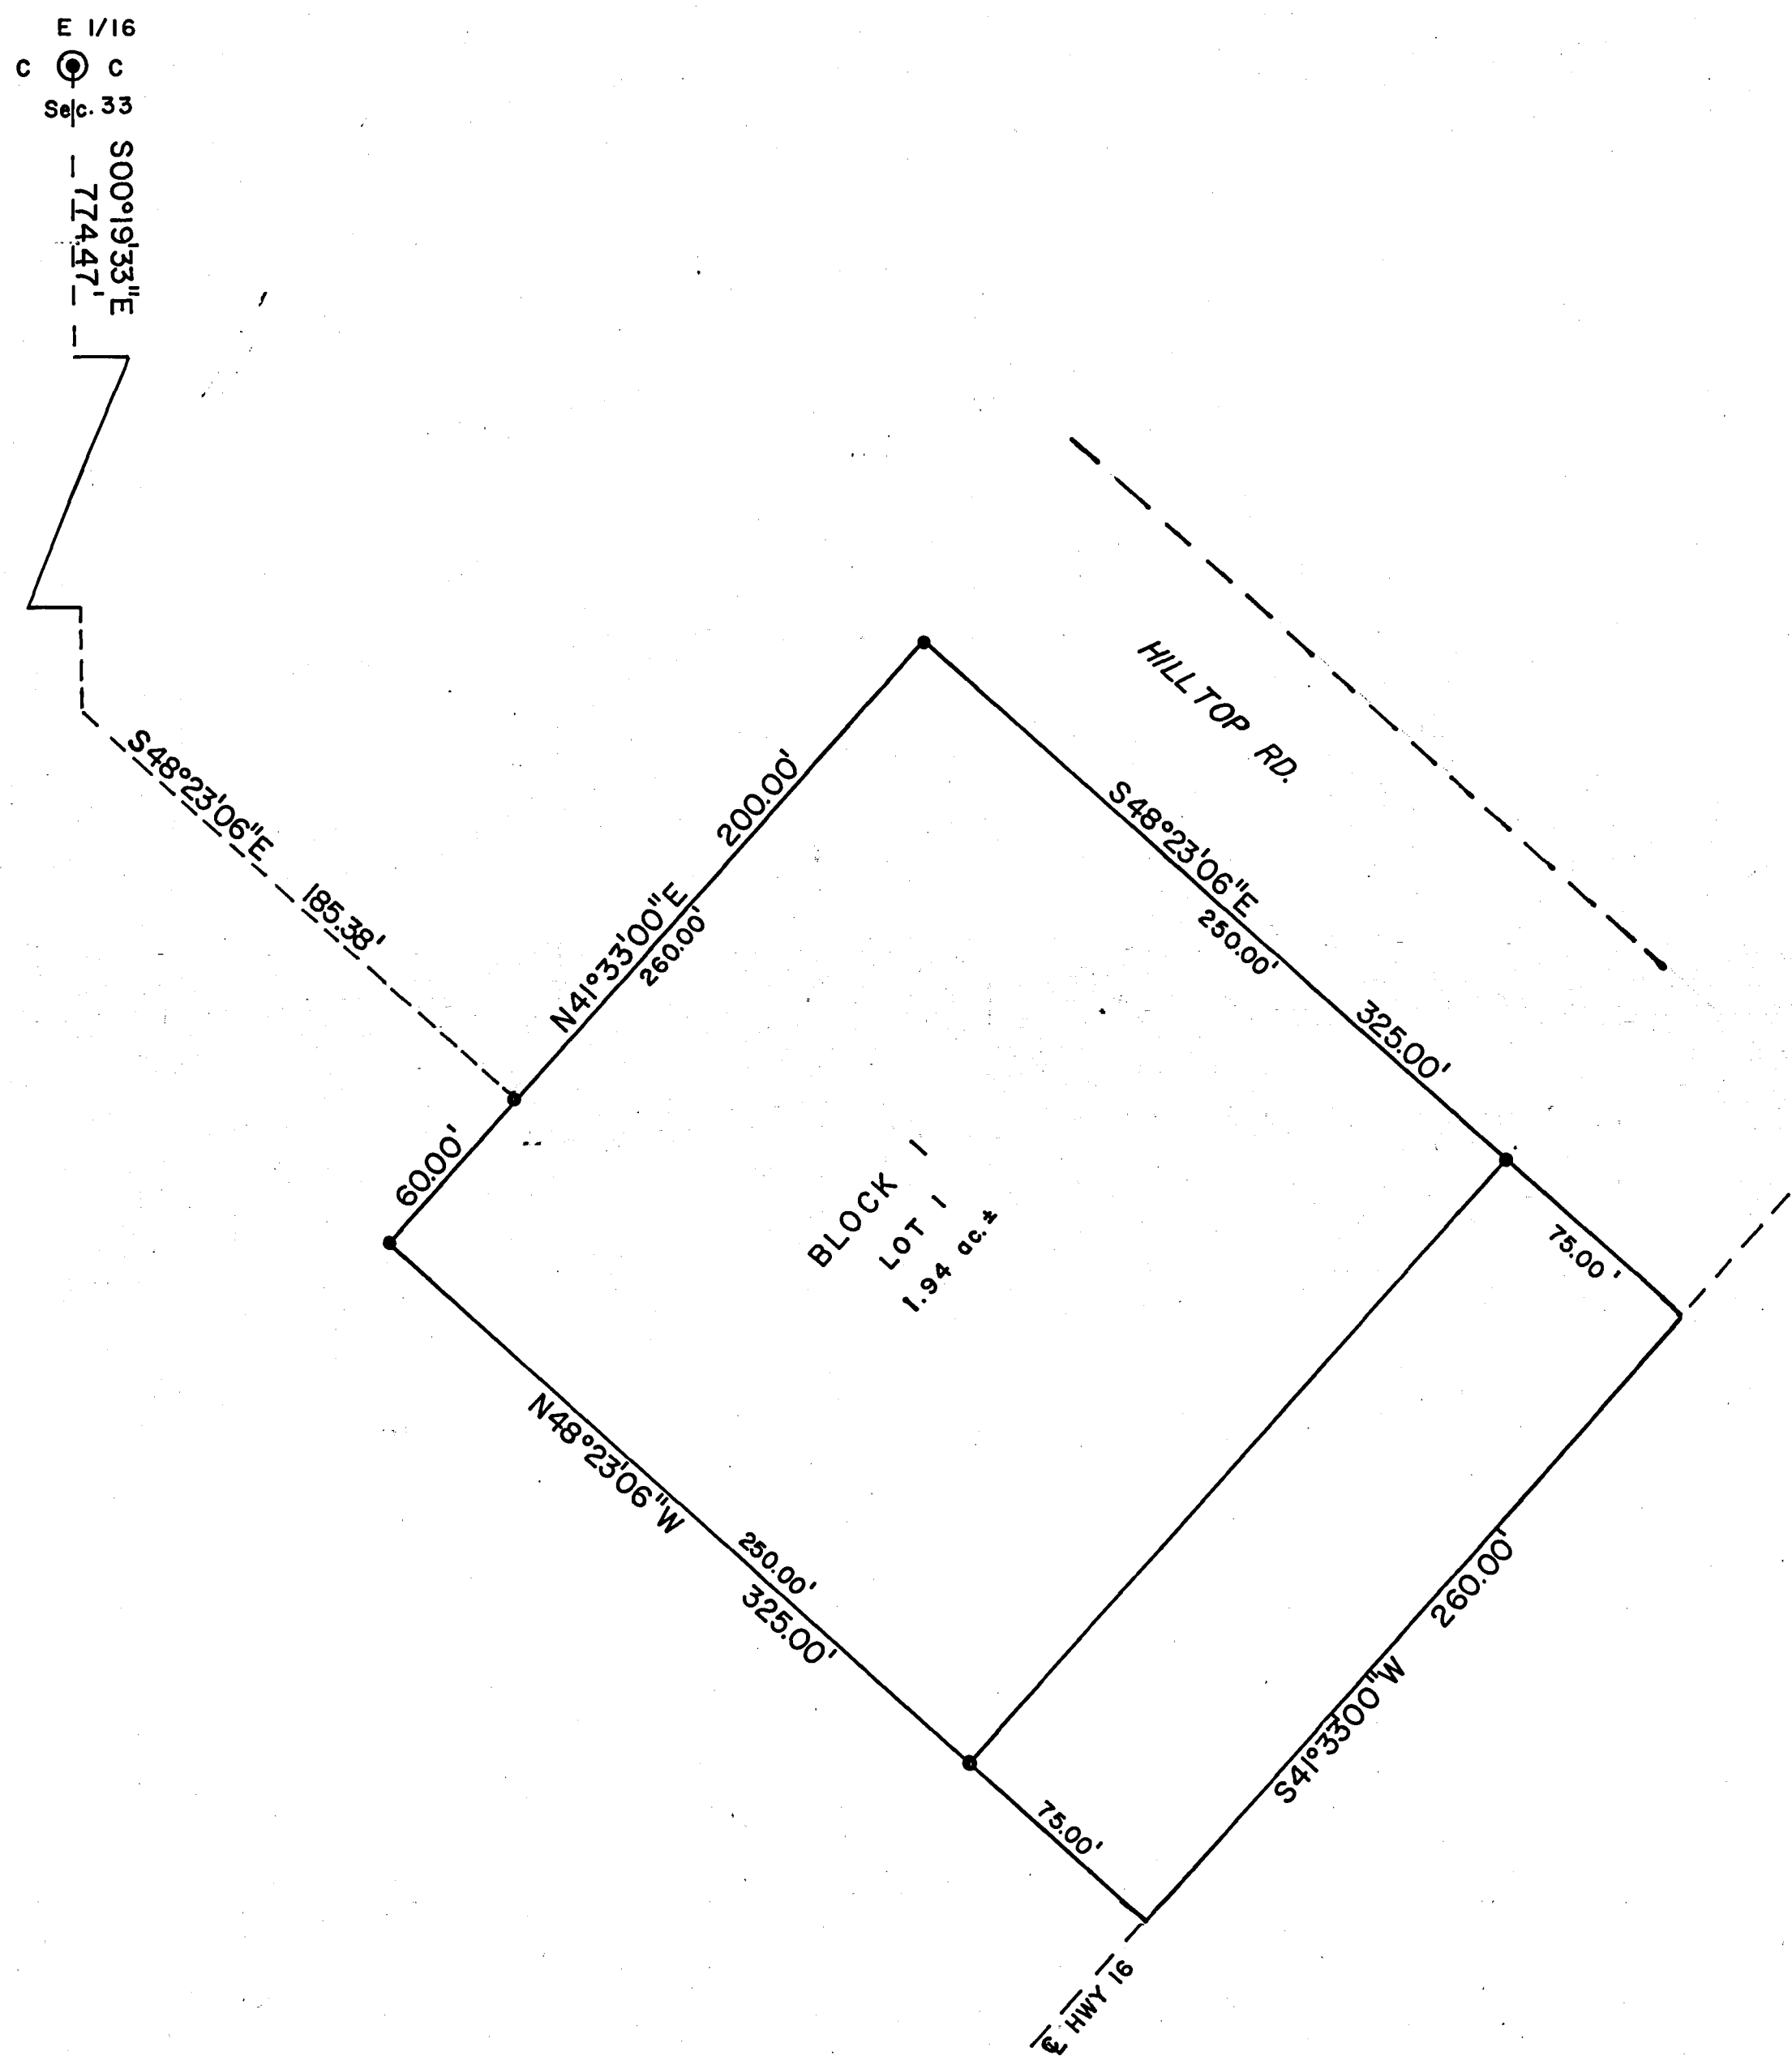 E 1/16
C C
Sec. 33
S00°19'33"E
774.47'
S48°23'06"E
185.38'
HILL TOP RD.
200.00'
N41°33'00"E
260.00'
60.00'
S48°23'06"E
250.00'
325.00'
75.00'
BLOCK 1
LOT 1
1.94 ac.±
N48°23'06"W
250.00'
325.00'
75.00'
260.00'
S41°33'00"W
℄ HWY 16